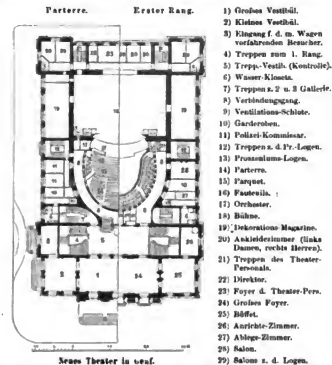 Parterre. Erster Rang.
1) Großes Vestibül.
2) Kleines Vestibül.
3) Eingang f. d. m. Wagen
vorfahrenden Besucher.
4) Treppen zum 1. Rang.
5) Trepp.-Vestib. (Kontrolle).
6) Wasser-Klosets.
7) Treppen z. 2 u. 3 Gallerie.
8) Verbindungsgang.
9) Ventilations-Schlote.
10) Garderoben.
11) Polizei-Kommissar.
12) Treppen z. d. Pr.-Logen.
13) Proszeniums-Logen.
14) Parterre.
15) Parquet.
16) Fauteuils.
17) Orchester.
18) Bühne.
19) Dekorations-Magazine.
20) Ankleidezimmer (links
Damen, rechts Herren).
21) Treppen des Theater-
Personals.
22) Direktor.
23) Foyer d. Theater-Pers.
24) Großes Foyer.
25) Büffet.
26) Anrichte-Zimmer.
27) Ablege-Zimmer.
28) Salon.
29) Salons z. d. Logen.
Neues Theater in Genf.